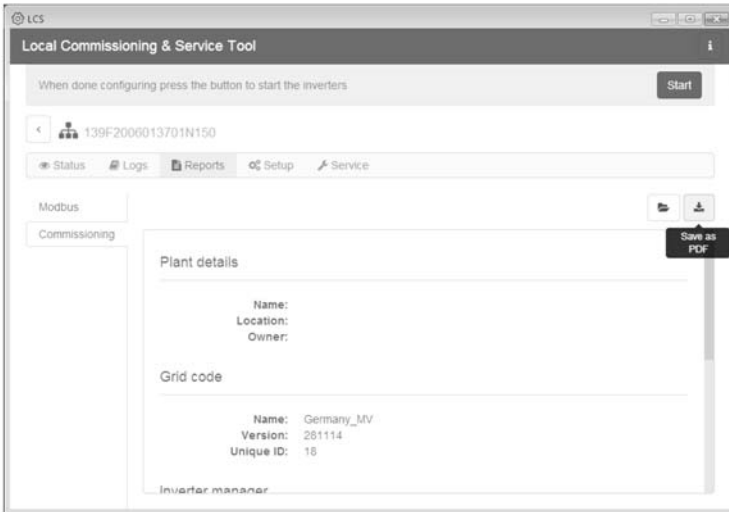 LCS
Local Commissioning & Service Tool
i
When done configuring press the button to start the inverters
Start
139F2006013701N150
Status Logs Reports Setup Service
Modbus
Commissioning
Save as
PDF
Plant details
Name:
Location:
Owner:
Grid code
Name: Germany_MV
Version: 281114
Unique ID: 18
Inverter manager